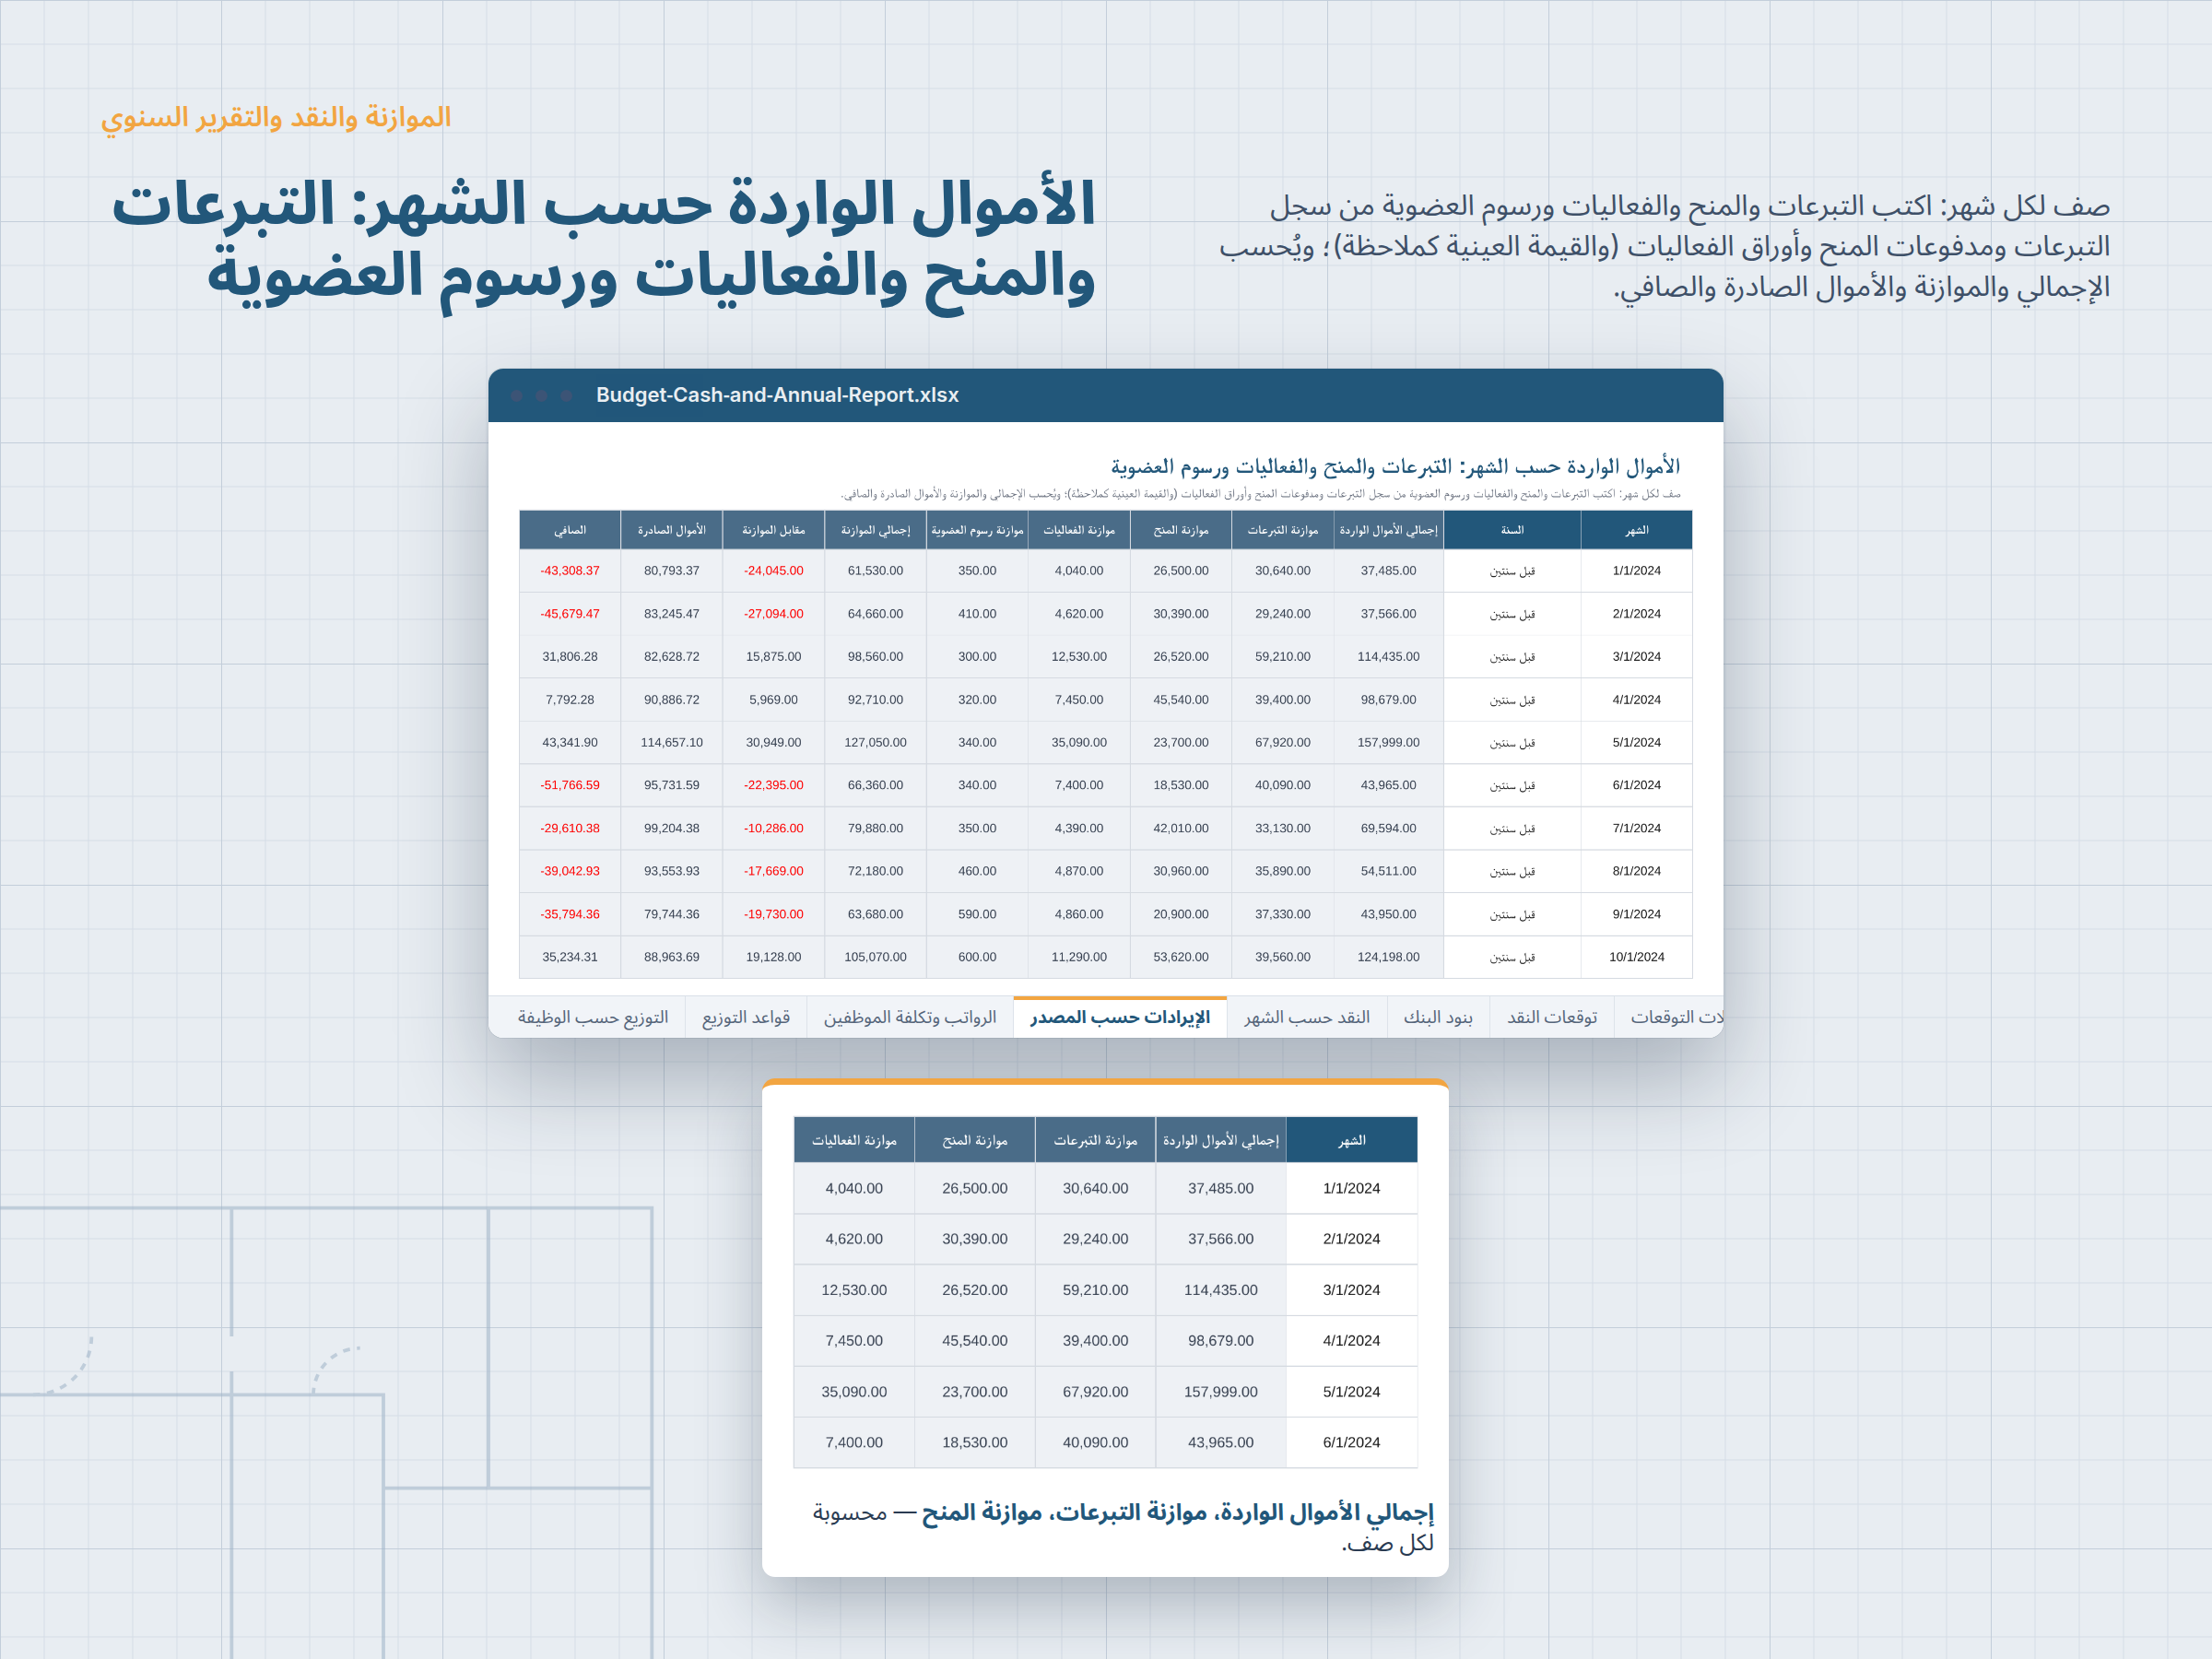 الموازنة والنقد والتقرير السنوي
الأموال الواردة حسب الشهر: التبرعات
والمنح والفعاليات ورسوم العضوية
صف لكل شهر: اكتب التبرعات والمنح والفعاليات ورسوم العضوية من سجل
التبرعات ومدفوعات المنح وأوراق الفعاليات (والقيمة العينية كملاحظة)؛ ويُحسب
الإجمالي والموازنة والأموال الصادرة والصافي.
Budget-Cash-and-Annual-Report.xlsx
الأموال الواردة حسب الشهر: التبرعات والمنح والفعاليات ورسوم العضوية
صف لكل شهر: اكتب التبرعات والمنح والفعاليات ورسوم العضوية من سجل التبرعات ومدفوعات المنح وأوراق الفعاليات (والقيمة العينية كملاحظة)؛ ويُحسب الإجمالي والموازنة والأموال الصادرة والصافي.
الشهر السنة إجمالي الأموال الواردة موازنة التبرعات موازنة المنح موازنة الفعاليات موازنة رسوم العضوية إجمالي الموازنة مقابل الموازنة الأموال الصادرة الصافي
1/1/2024 قبل سنتين 37,485.00 30,640.00 26,500.00 4,040.00 350.00 61,530.00 -24,045.00 80,793.37 -43,308.37
2/1/2024 قبل سنتين 37,566.00 29,240.00 30,390.00 4,620.00 410.00 64,660.00 -27,094.00 83,245.47 -45,679.47
3/1/2024 قبل سنتين 114,435.00 59,210.00 26,520.00 12,530.00 300.00 98,560.00 15,875.00 82,628.72 31,806.28
4/1/2024 قبل سنتين 98,679.00 39,400.00 45,540.00 7,450.00 320.00 92,710.00 5,969.00 90,886.72 7,792.28
5/1/2024 قبل سنتين 157,999.00 67,920.00 23,700.00 35,090.00 340.00 127,050.00 30,949.00 114,657.10 43,341.90
6/1/2024 قبل سنتين 43,965.00 40,090.00 18,530.00 7,400.00 340.00 66,360.00 -22,395.00 95,731.59 -51,766.59
7/1/2024 قبل سنتين 69,594.00 33,130.00 42,010.00 4,390.00 350.00 79,880.00 -10,286.00 99,204.38 -29,610.38
8/1/2024 قبل سنتين 54,511.00 35,890.00 30,960.00 4,870.00 460.00 72,180.00 -17,669.00 93,553.93 -39,042.93
9/1/2024 قبل سنتين 43,950.00 37,330.00 20,900.00 4,860.00 590.00 63,680.00 -19,730.00 79,744.36 -35,794.36
10/1/2024 قبل سنتين 124,198.00 39,560.00 53,620.00 11,290.00 600.00 105,070.00 19,128.00 88,963.69 35,234.31
التوقعات توقعات النقد بنود البنك النقد حسب الشهر الإيرادات حسب المصدر الرواتب وتكلفة الموظفين قواعد التوزيع التوزيع حسب الوظيفة
الشهر إجمالي الأموال الواردة موازنة التبرعات موازنة المنح موازنة الفعاليات
1/1/2024 37,485.00 30,640.00 26,500.00 4,040.00
2/1/2024 37,566.00 29,240.00 30,390.00 4,620.00
3/1/2024 114,435.00 59,210.00 26,520.00 12,530.00
4/1/2024 98,679.00 39,400.00 45,540.00 7,450.00
5/1/2024 157,999.00 67,920.00 23,700.00 35,090.00
6/1/2024 43,965.00 40,090.00 18,530.00 7,400.00
إجمالي الأموال الواردة، موازنة التبرعات، موازنة المنح — محسوبة
لكل صف.